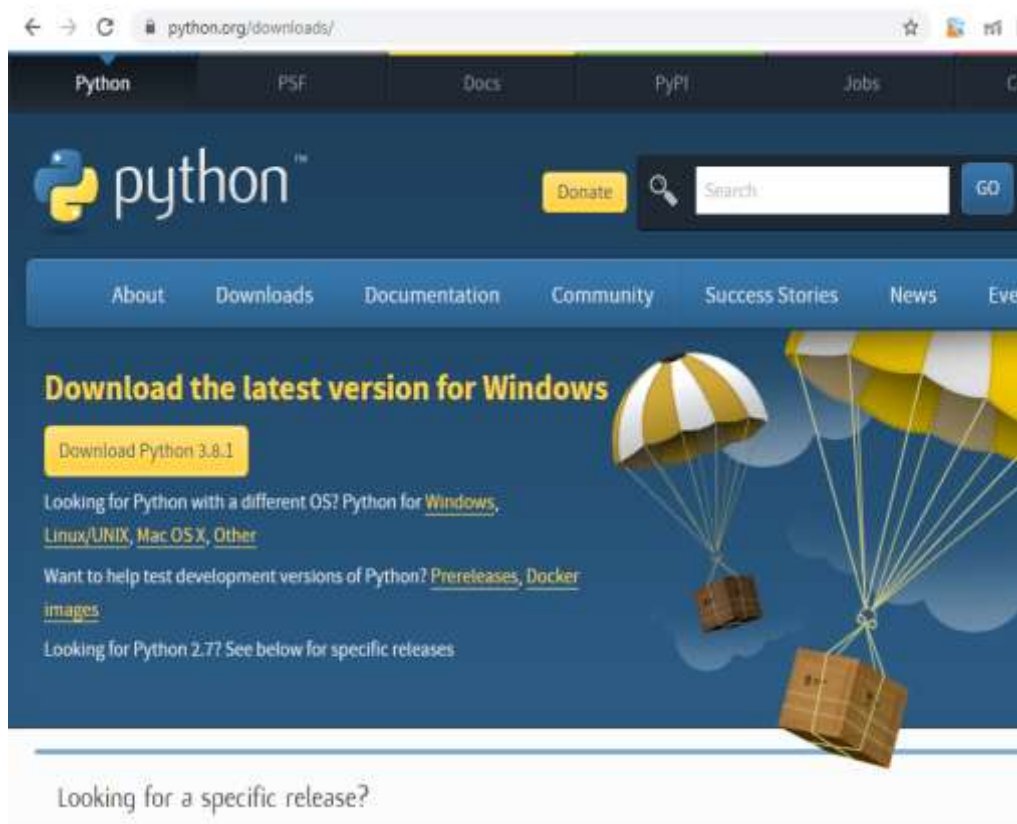 python.org/downloads/
Python PSF Docs PyPI Jobs
python™
Donate Search GO
About Downloads Documentation Community Success Stories News Eve
Download the latest version for Windows
Download Python 3.8.1
Looking for Python with a different OS? Python for Windows,
Linux/UNIX, Mac OS X, Other
Want to help test development versions of Python? Prereleases, Docker
images
Looking for Python 2.7? See below for specific releases
Looking for a specific release?